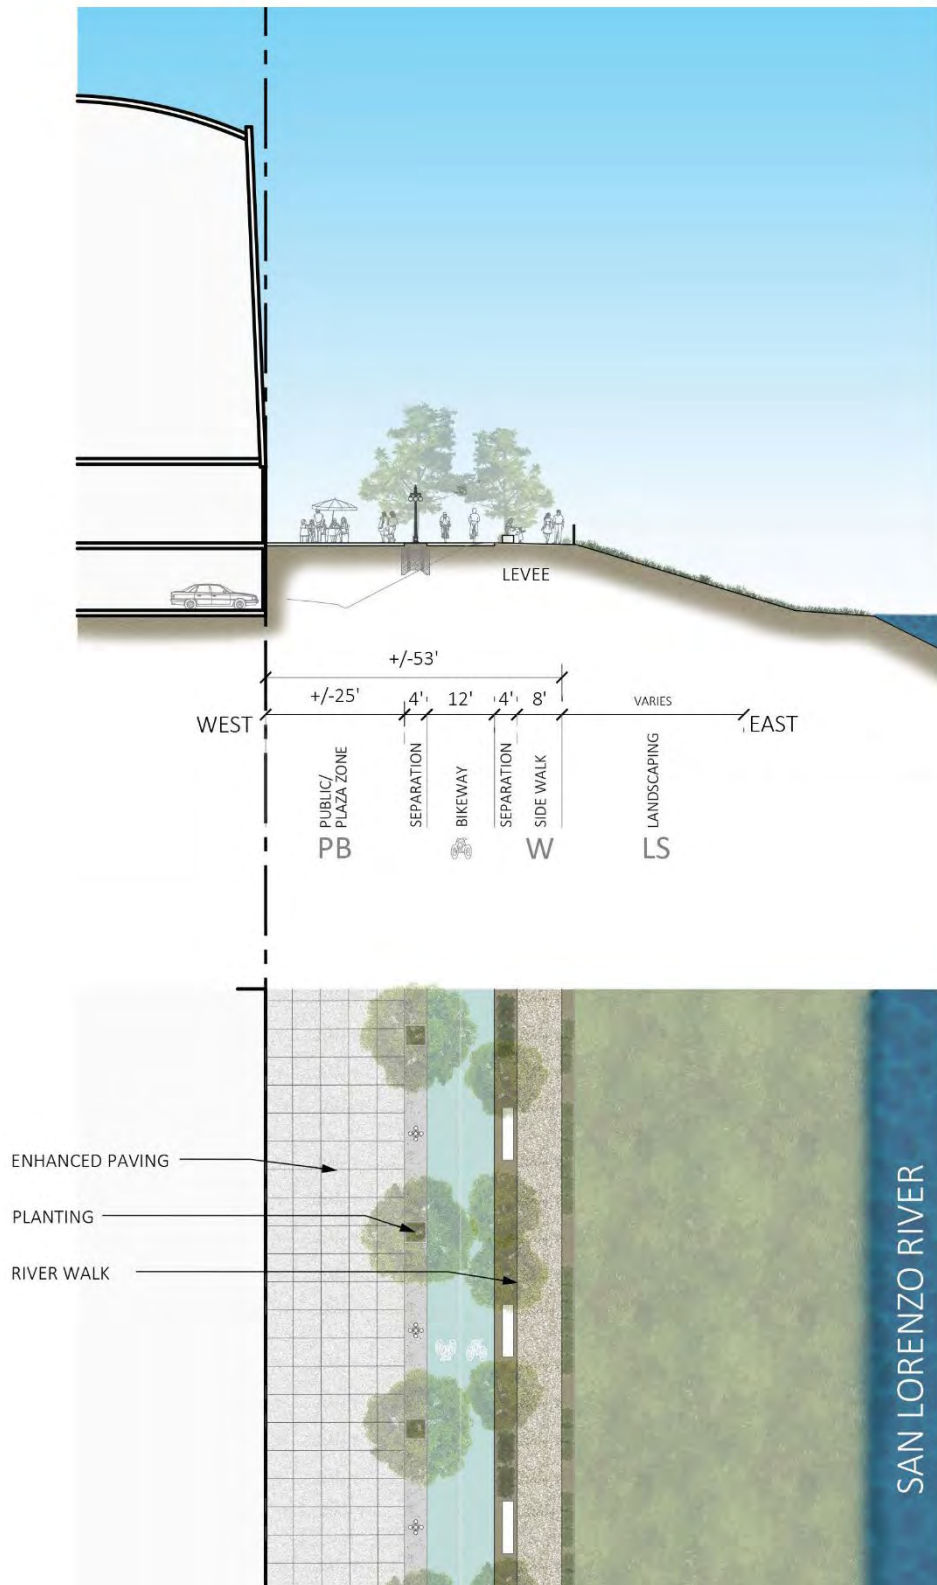 LEVEE
+/-53'
+/-25'
4'
12'
4'
8'
VARIES
WEST
EAST
PUBLIC/
PLAZA ZONE
SEPARATION
BIKEWAY
SEPARATION
SIDE WALK
LANDSCAPING
PB
W
LS
ENHANCED PAVING
PLANTING
RIVER WALK
SAN LORENZO RIVER